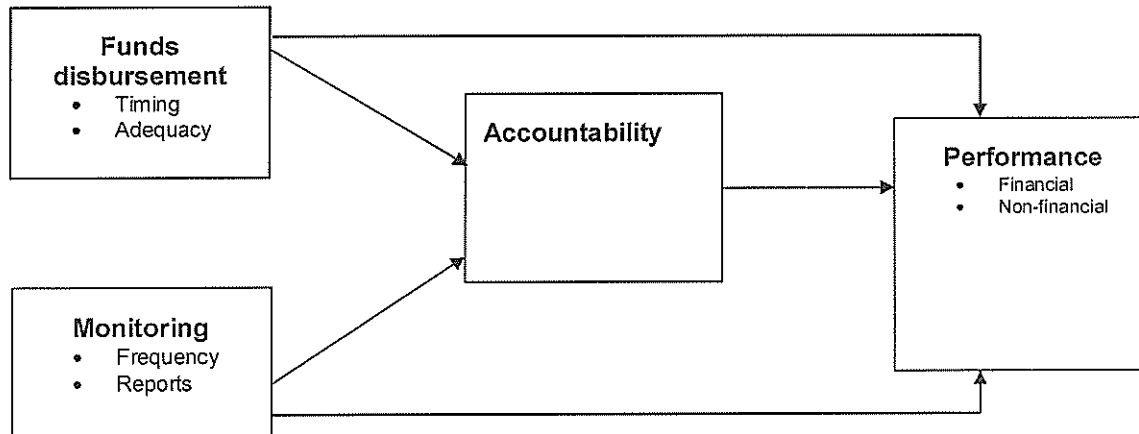 Funds
disbursement
• Timing
• Adequacy
Accountability
Performance
• Financial
• Non-financial
Monitoring
• Frequency
• Reports